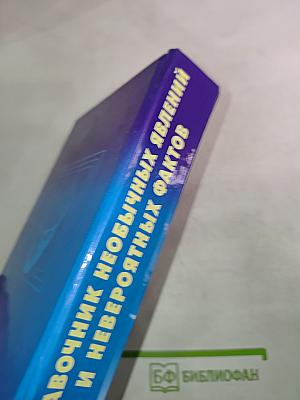 АВОЧНИК НЕОБЫЧНЫХ ЯВЛЕНИЙ
И НЕВЕРОЯТНЫХ ФАКТОВ
БФ БИБЛИОФАН